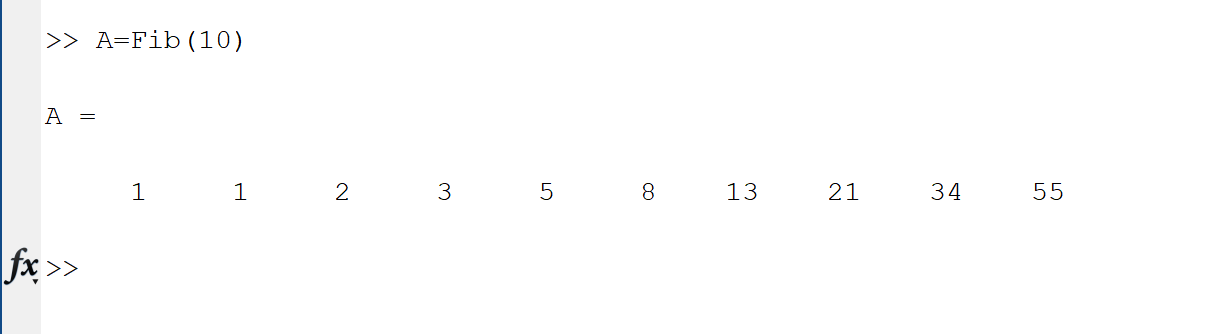 >> A=Fib(10)
A =
1 1 2 3 5 8 13 21 34 55
fx >>